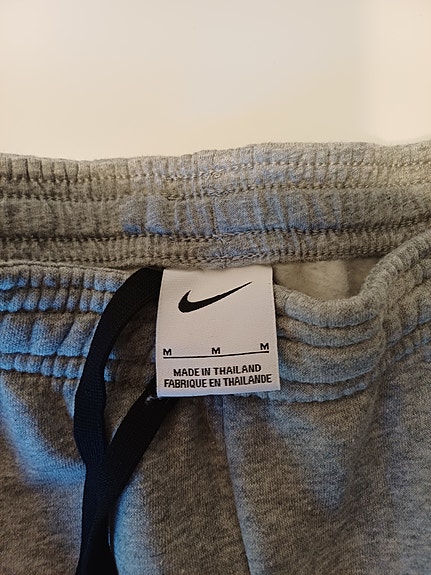 M M M
MADE IN THAILAND
FABRIQUE EN THAILANDE